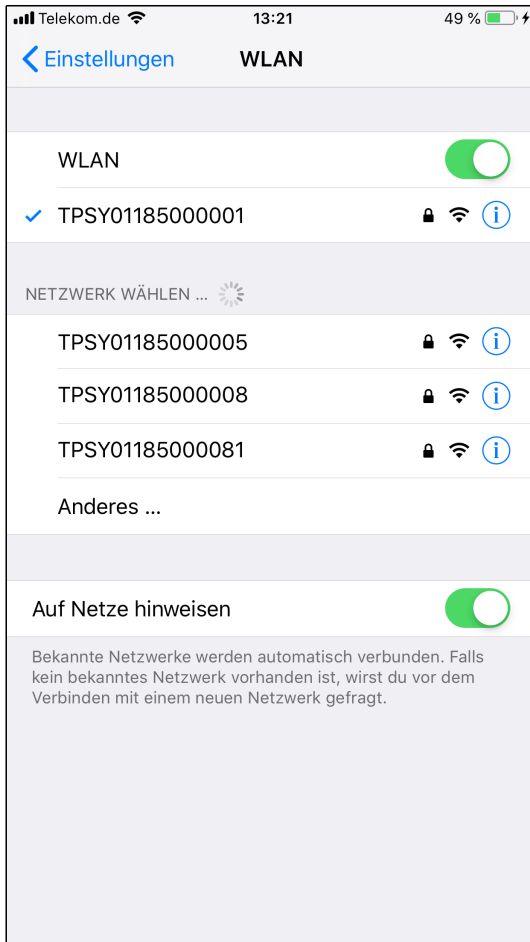 Telekom.de 13:21 49 %
Einstellungen WLAN
WLAN
TPSY01185000001
NETZWERK WÄHLEN ...
TPSY01185000005
TPSY01185000008
TPSY01185000081
Anderes ...
Auf Netze hinweisen
Bekannte Netzwerke werden automatisch verbunden. Falls
kein bekanntes Netzwerk vorhanden ist, wirst du vor dem
Verbinden mit einem neuen Netzwerk gefragt.